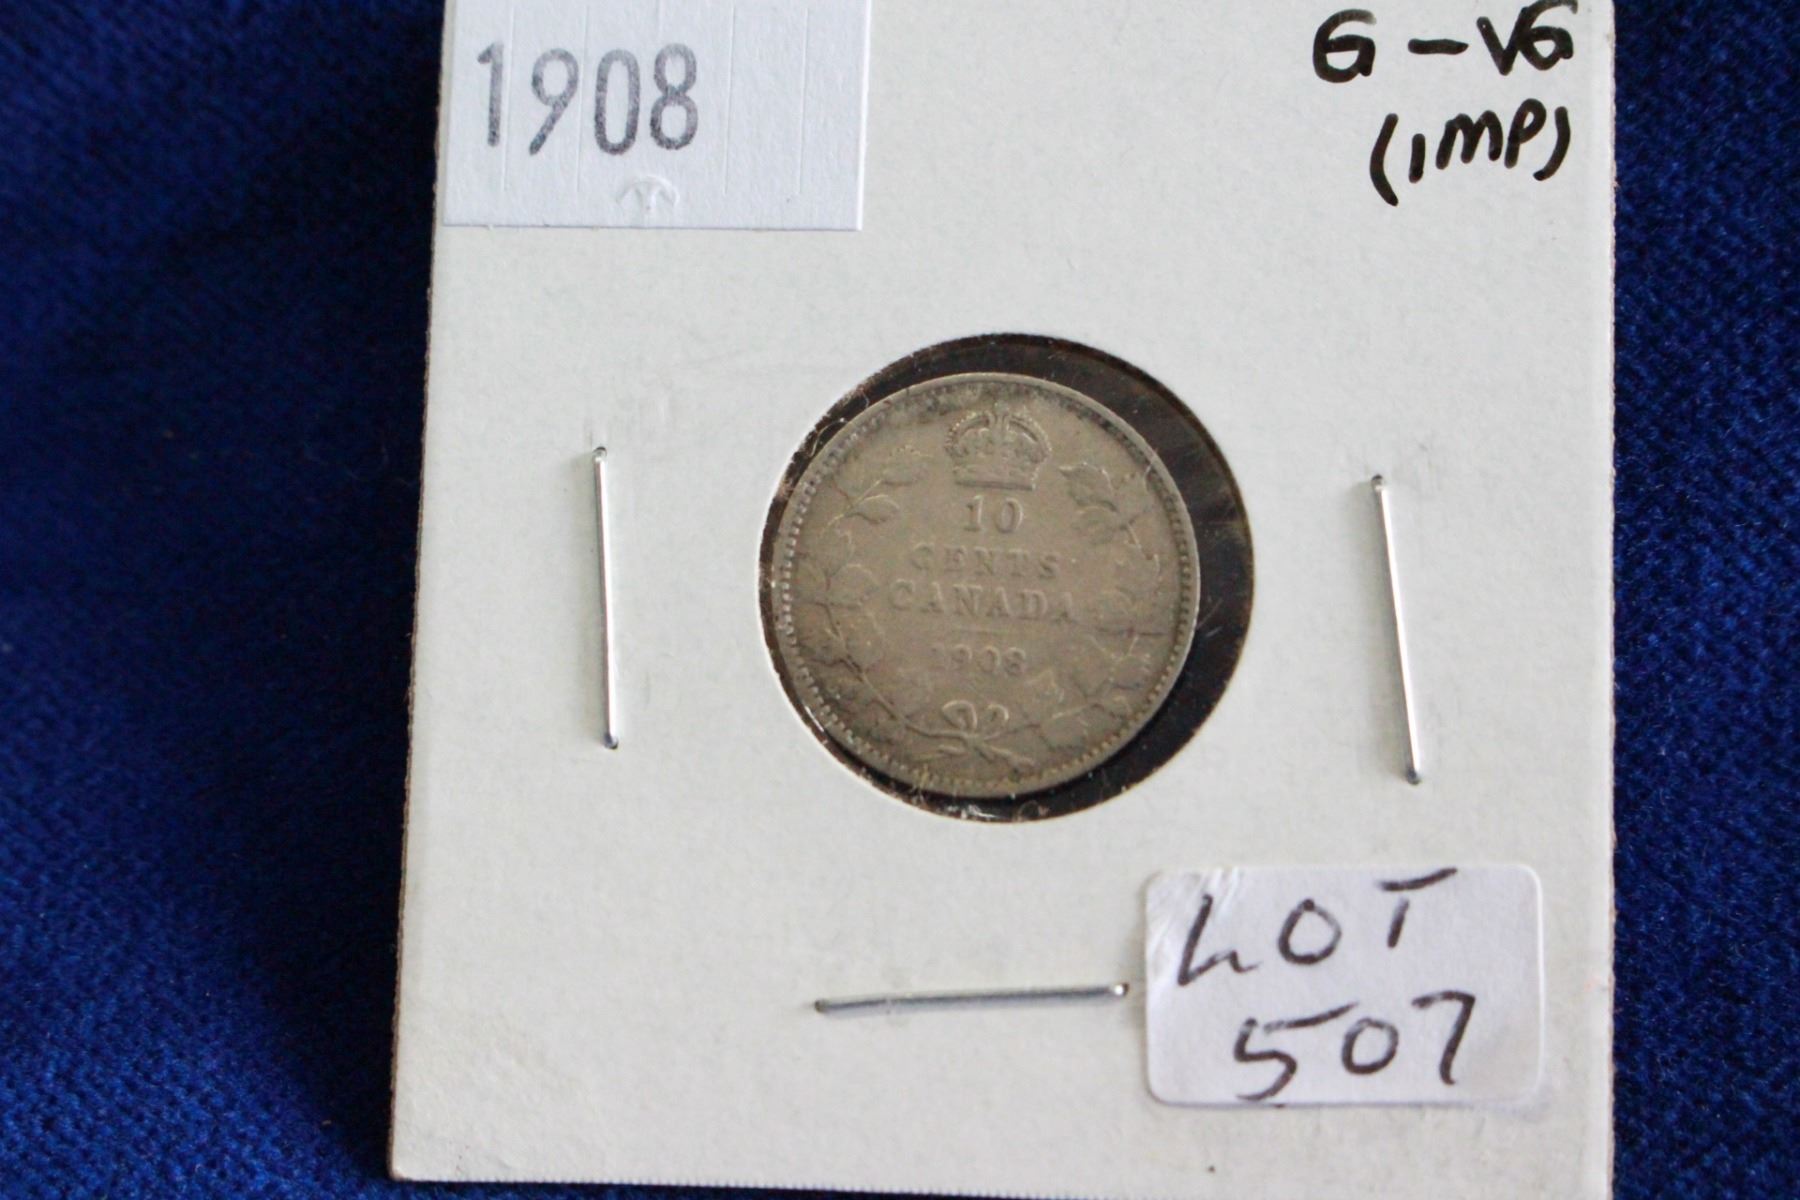 1908
G-VG
(IMP)
10
CENTS
CANADA
1908
LOT
507